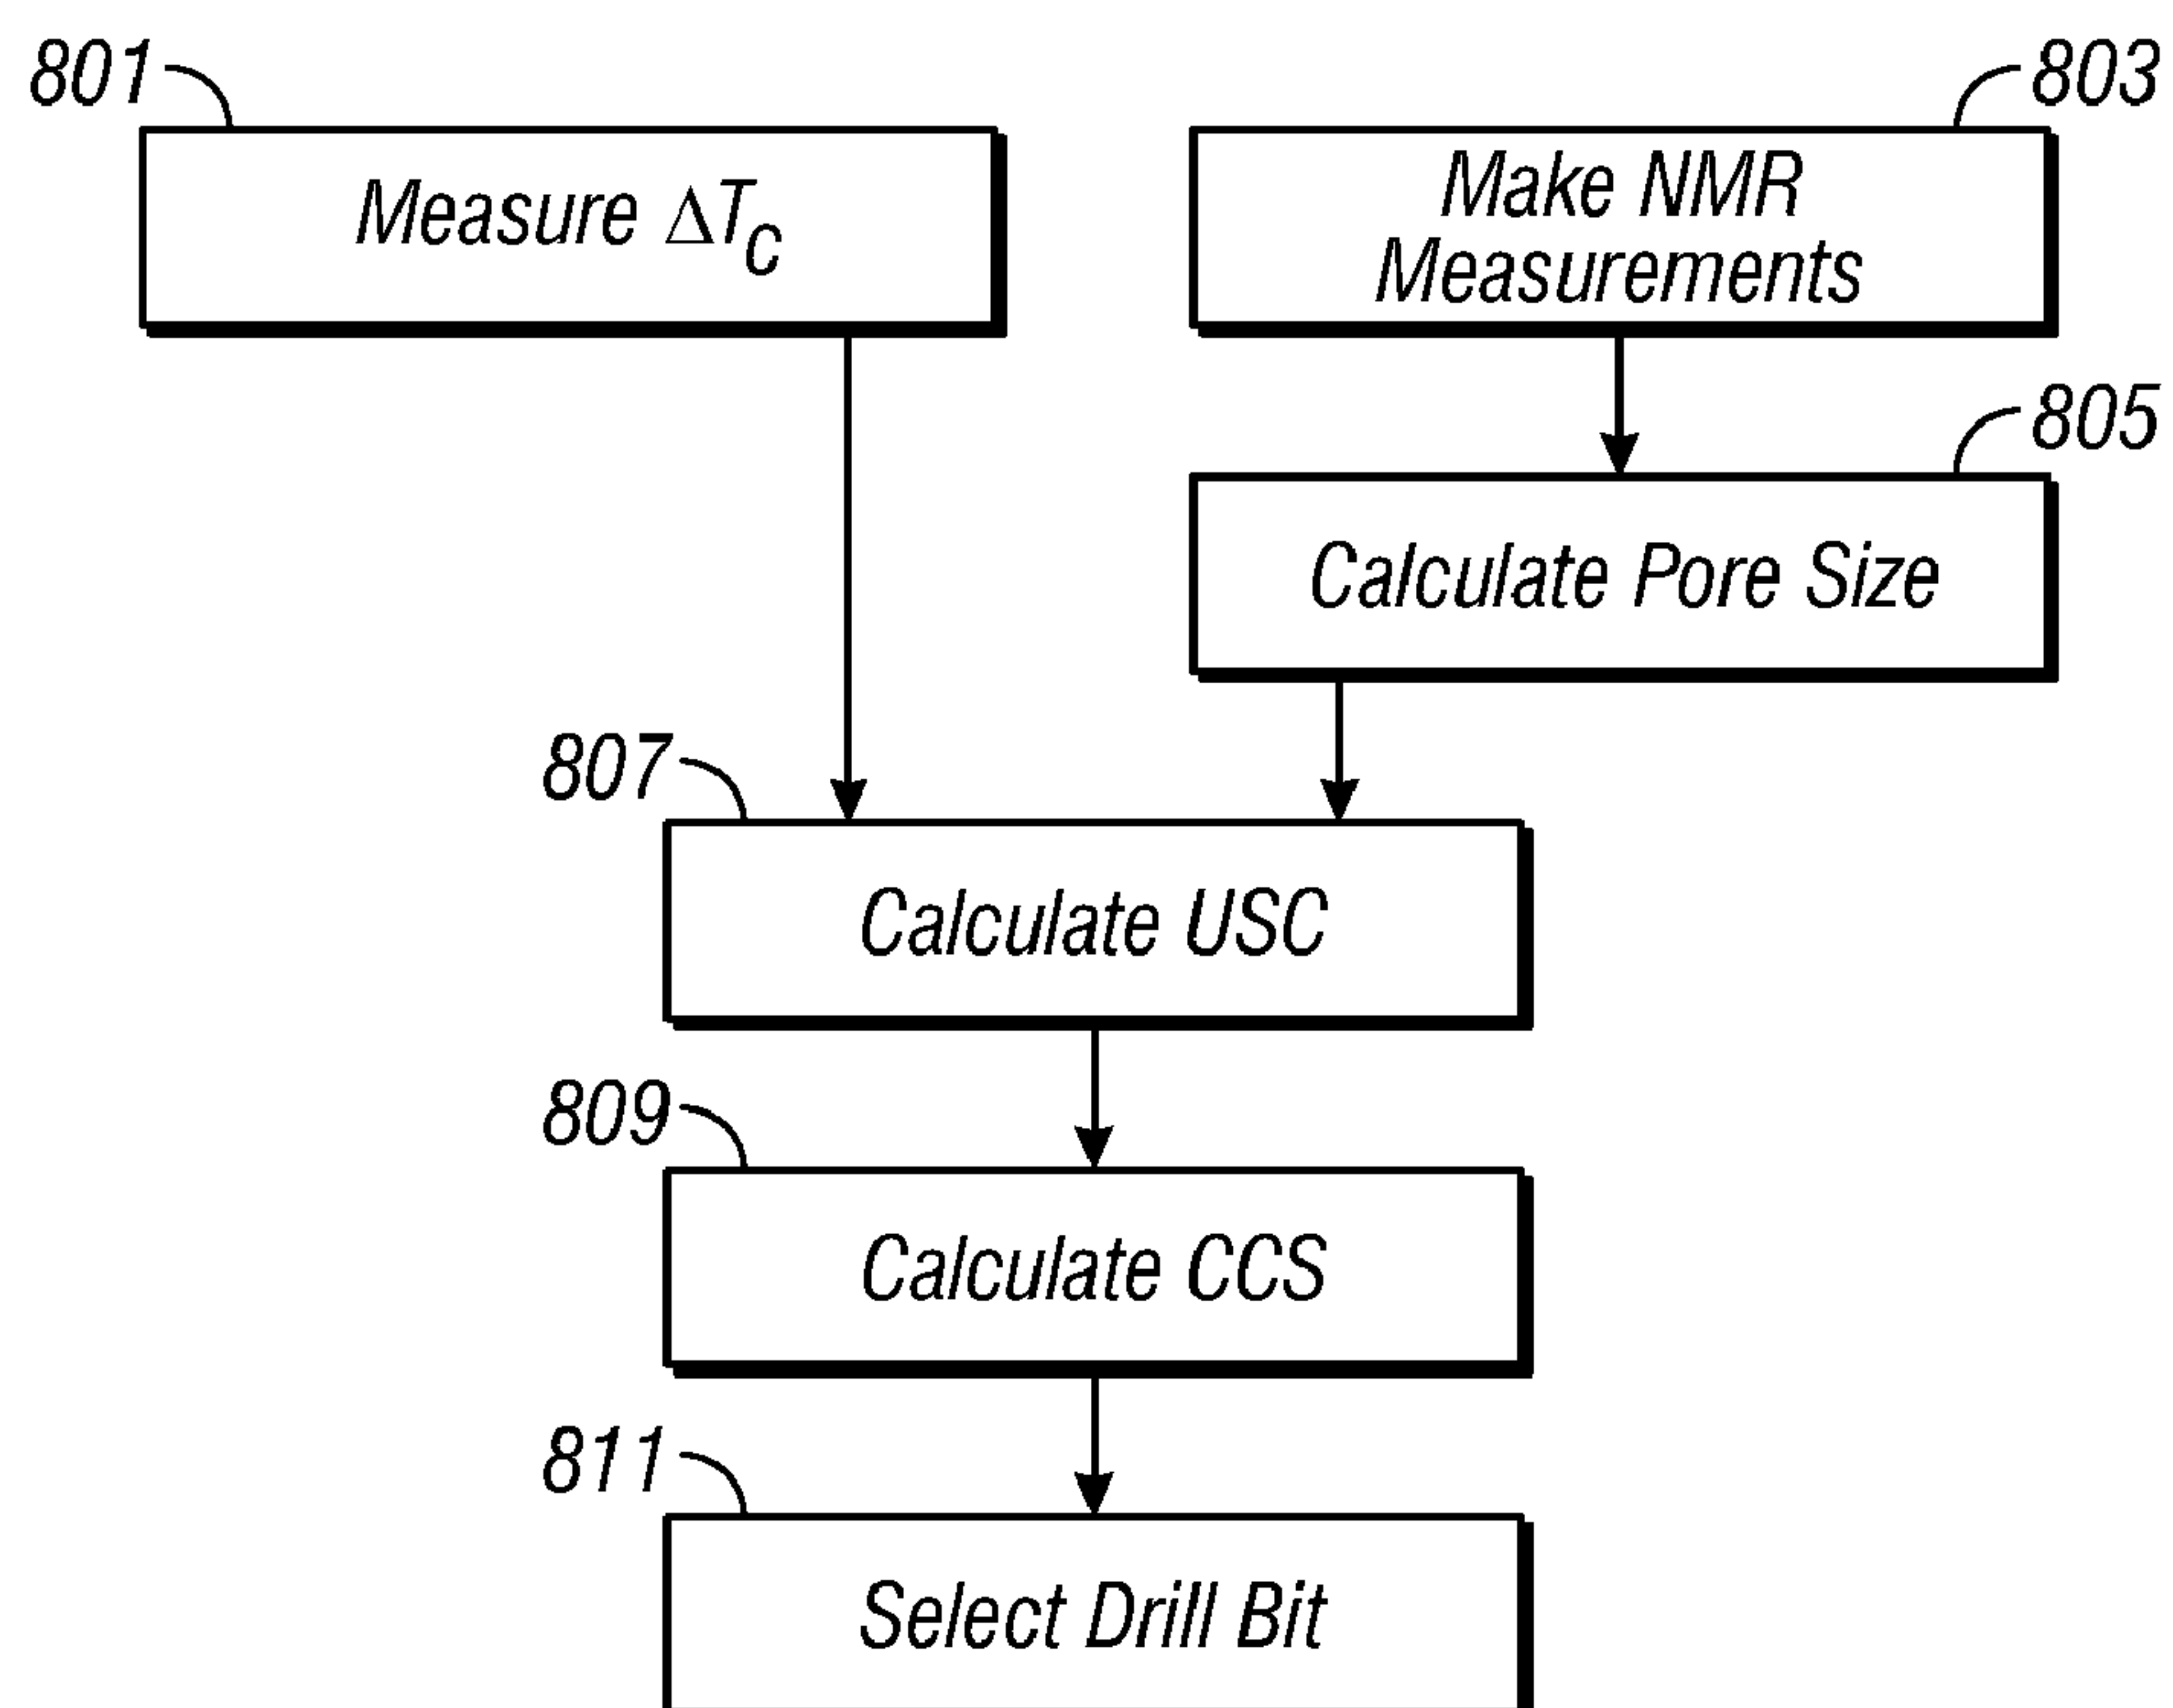 801
Measure ΔTC
803
Make NMR
Measurements
805
Calculate Pore Size
807
Calculate USC
809
Calculate CCS
811
Select Drill Bit